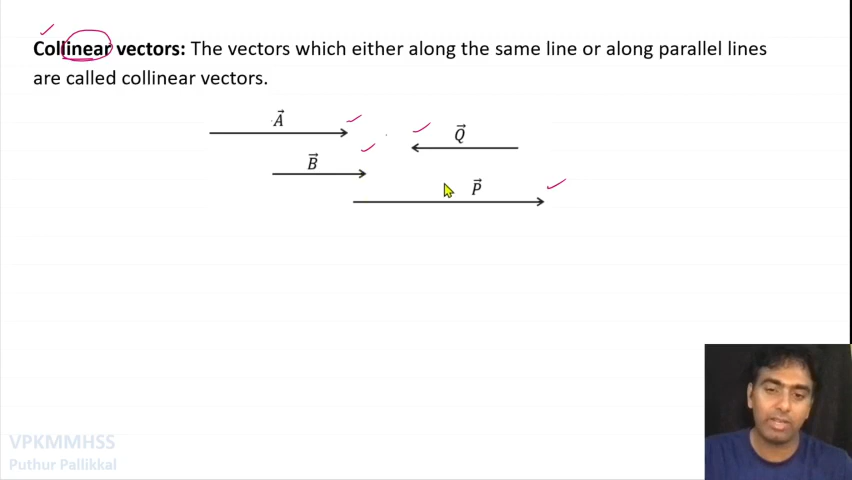 Collinear vectors: The vectors which either along the same line or along parallel lines
are called collinear vectors.
A⃗
Q⃗
B⃗
P⃗
VPKMMHSS
Puthur Pallikkal